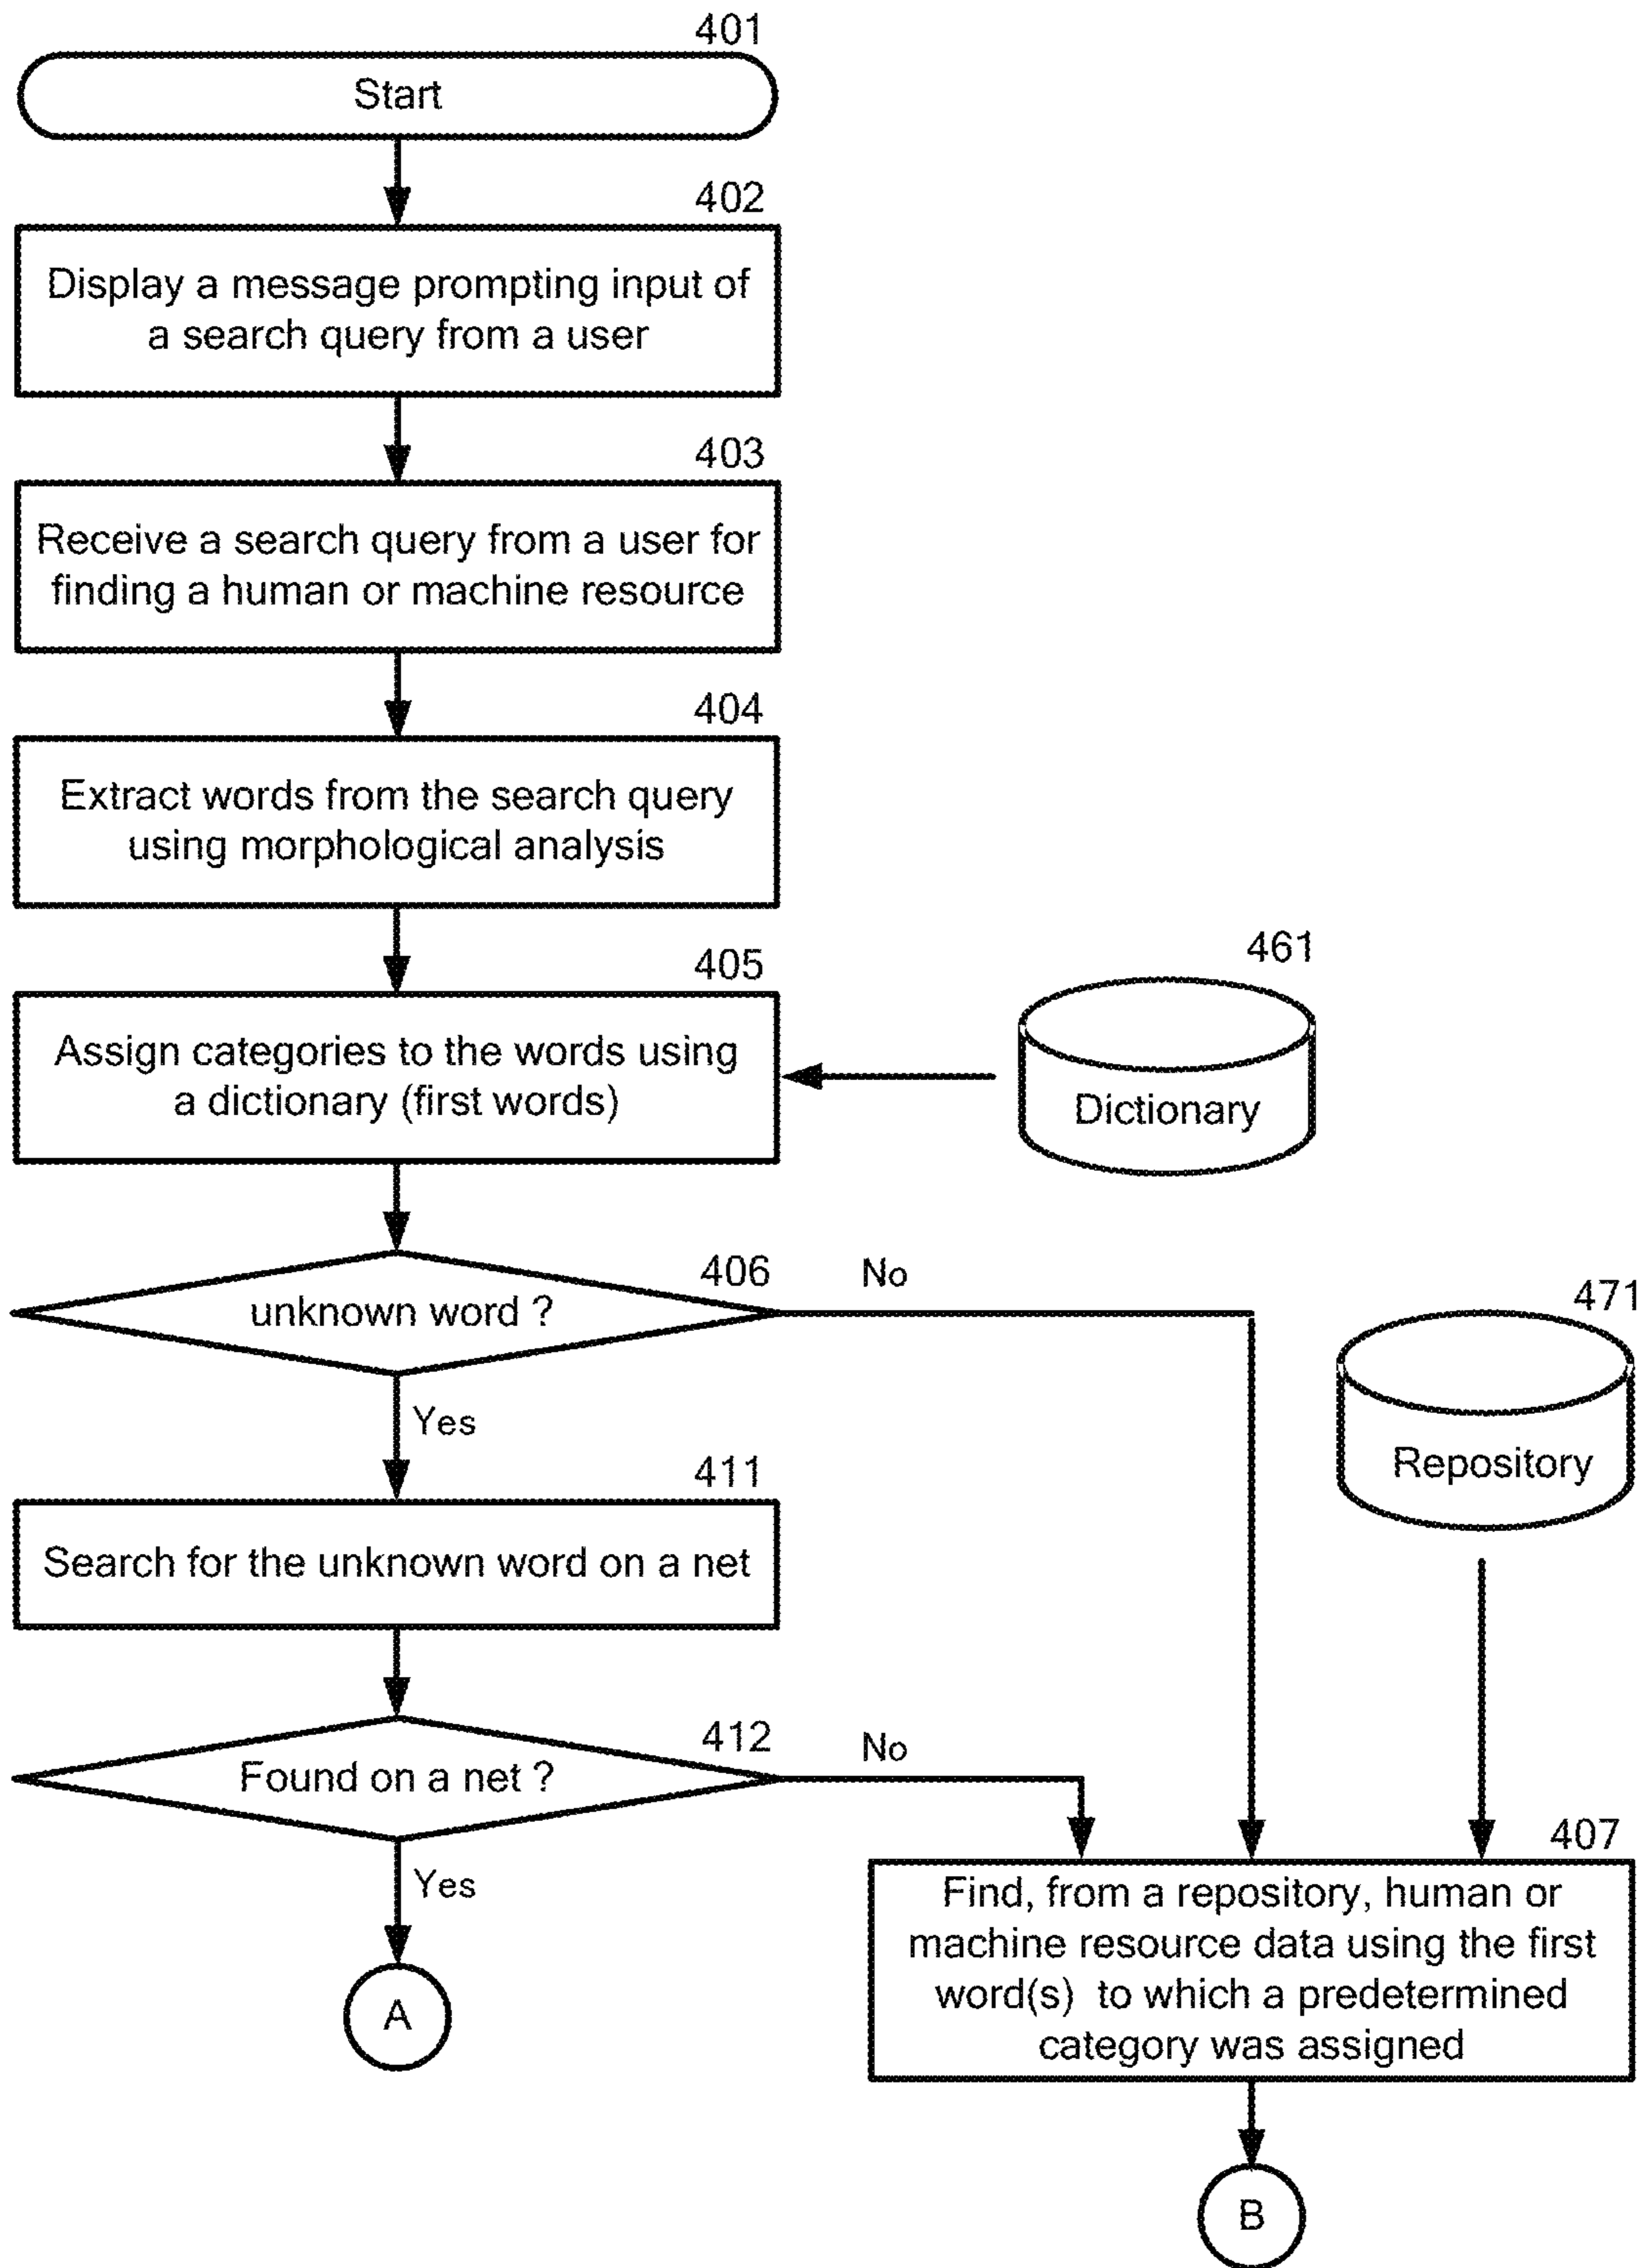 401
Start
402
Display a message prompting input of
a search query from a user
403
Receive a search query from a user for
finding a human or machine resource
404
Extract words from the search query
using morphological analysis
405
Assign categories to the words using
a dictionary (first words)
461
Dictionary
406
unknown word ?
No
Yes
471
Repository
411
Search for the unknown word on a net
412
Found on a net ?
No
Yes
A
407
Find, from a repository, human or
machine resource data using the first
word(s) to which a predetermined
category was assigned
B